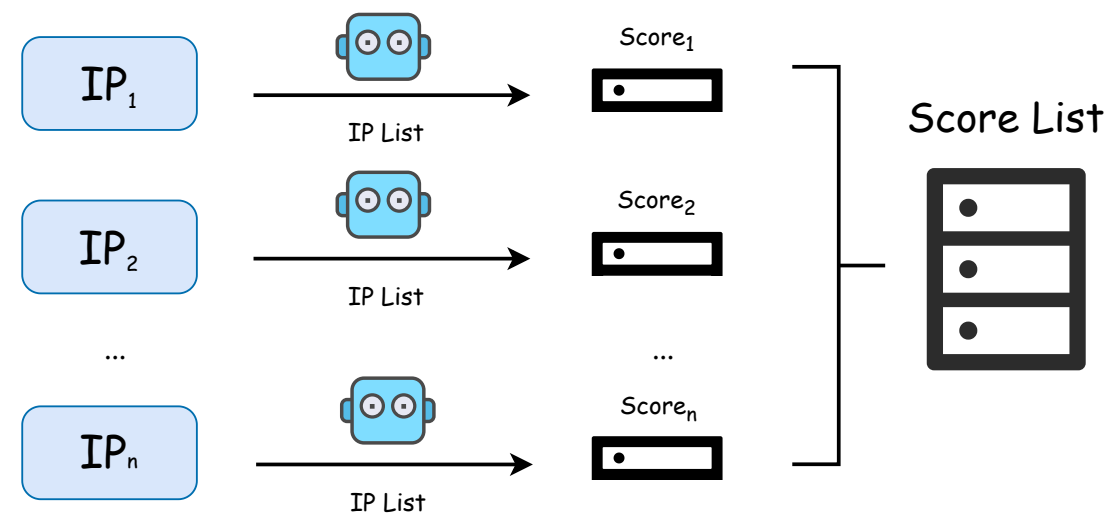 IP₁
IP List
Score₁
Score List
IP₂
IP List
Score₂
...
...
IPₙ
IP List
Scoreₙ